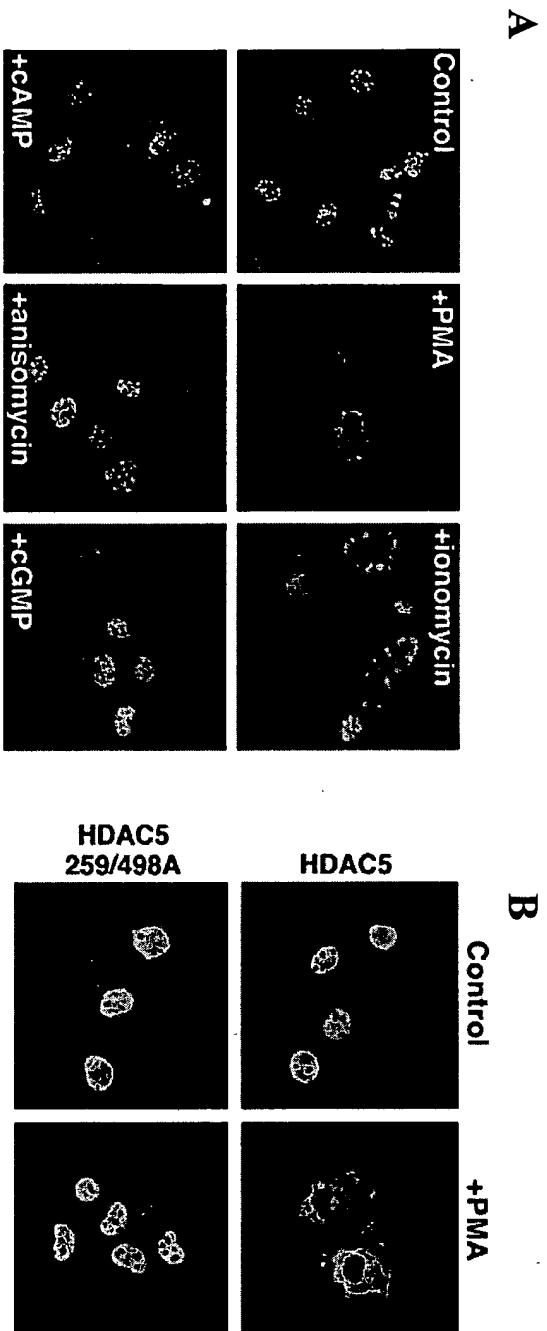 A
Control
+PMA
+ionomycin
+cAMP
+anisomycin
+cGMP
B
Control
+PMA
HDAC5
HDAC5
259/498A